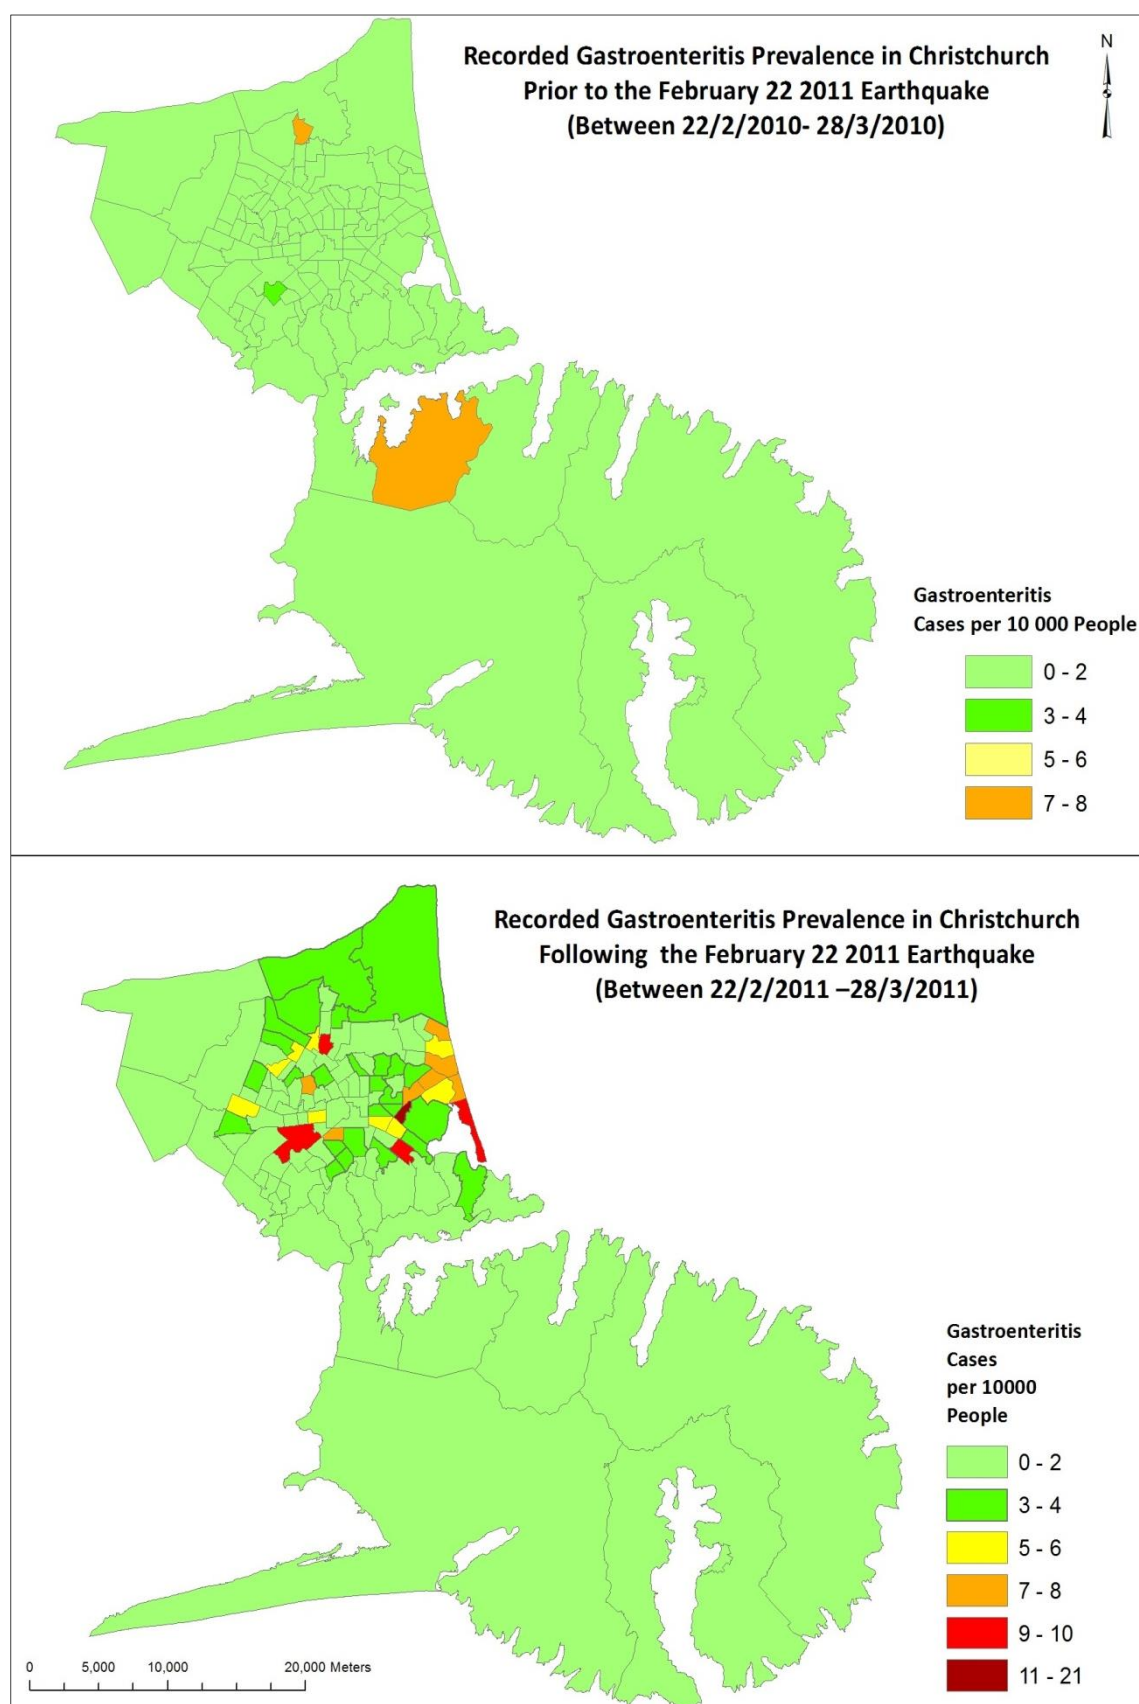 Recorded Gastroenteritis Prevalence in Christchurch
Prior to the February 22 2011 Earthquake
(Between 22/2/2010- 28/3/2010)
N
Gastroenteritis
Cases per 10 000 People
0 - 2
3 - 4
5 - 6
7 - 8
Recorded Gastroenteritis Prevalence in Christchurch
Following the February 22 2011 Earthquake
(Between 22/2/2011 –28/3/2011)
Gastroenteritis
Cases
per 10000
People
0 - 2
3 - 4
5 - 6
7 - 8
9 - 10
11 - 21
0 5,000 10,000 20,000 Meters